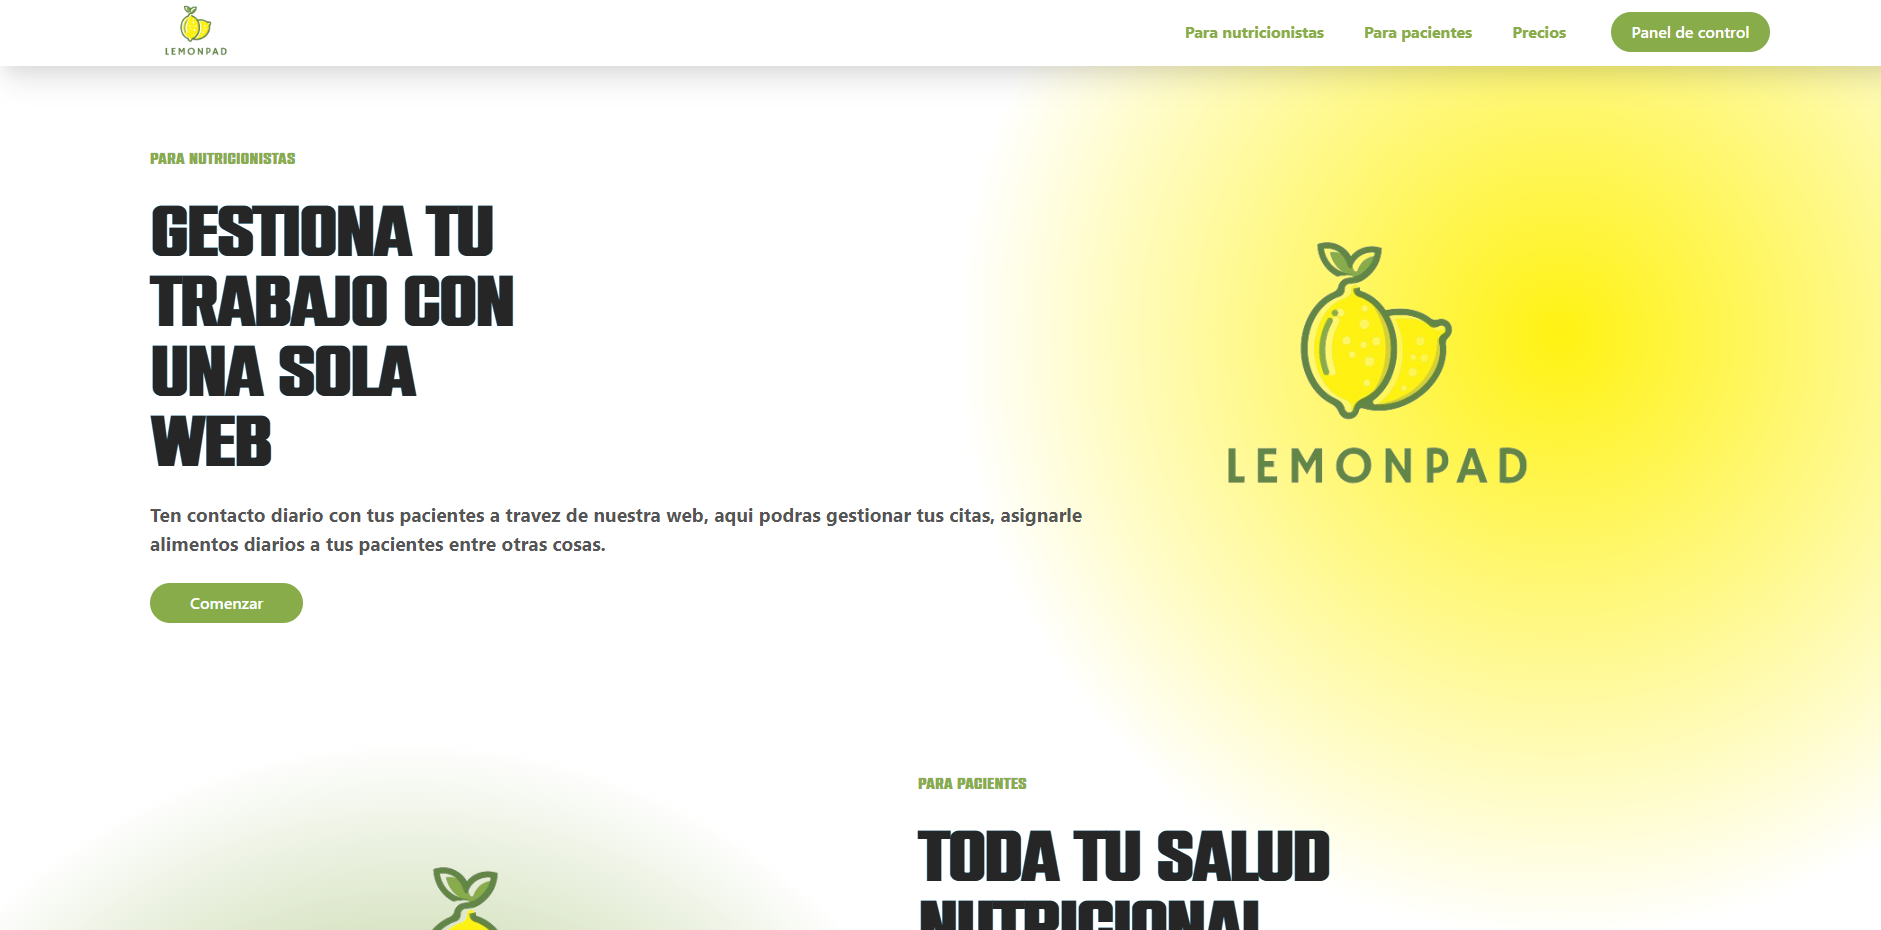 LEMONPAD
Para nutricionistas
Para pacientes
Precios
Panel de control
PARA NUTRICIONISTAS
GESTIONA TU
TRABAJO CON
UNA SOLA
WEB
Ten contacto diario con tus pacientes a travez de nuestra web, aqui podras gestionar tus citas, asignarle
alimentos diarios a tus pacientes entre otras cosas.
Comenzar
LEMONPAD
PARA PACIENTES
TODA TU SALUD
NUTRICIONAL